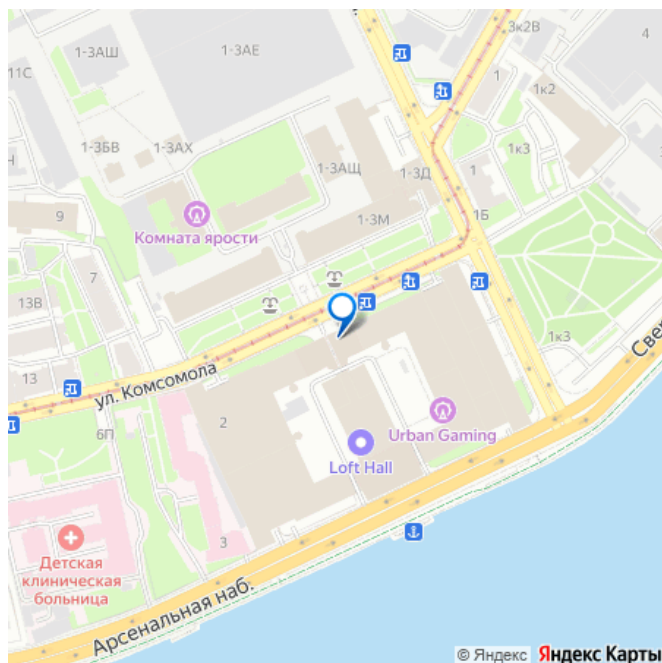 3к2В
4
1-3АШ
1-3АЕ
11С
1
1к2
1-3БВ
1-3АХ
1к3
1-3АЩ
1-3Д
1
9
1-3М
1Б
Комната ярости
7
13В
1к3
Све
13
ул. Комсомола
2
6П
Urban Gaming
Loft Hall
3
Детская
клиническая
больница
Арсенальная наб.
© Яндекс Яндекс Карты